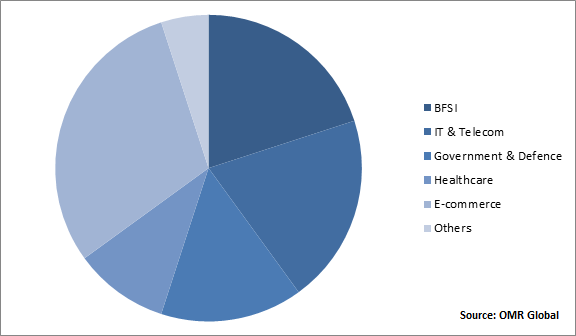 BFSI
IT & Telecom
Government & Defence
Healthcare
E-commerce
Others
Source: OMR Global